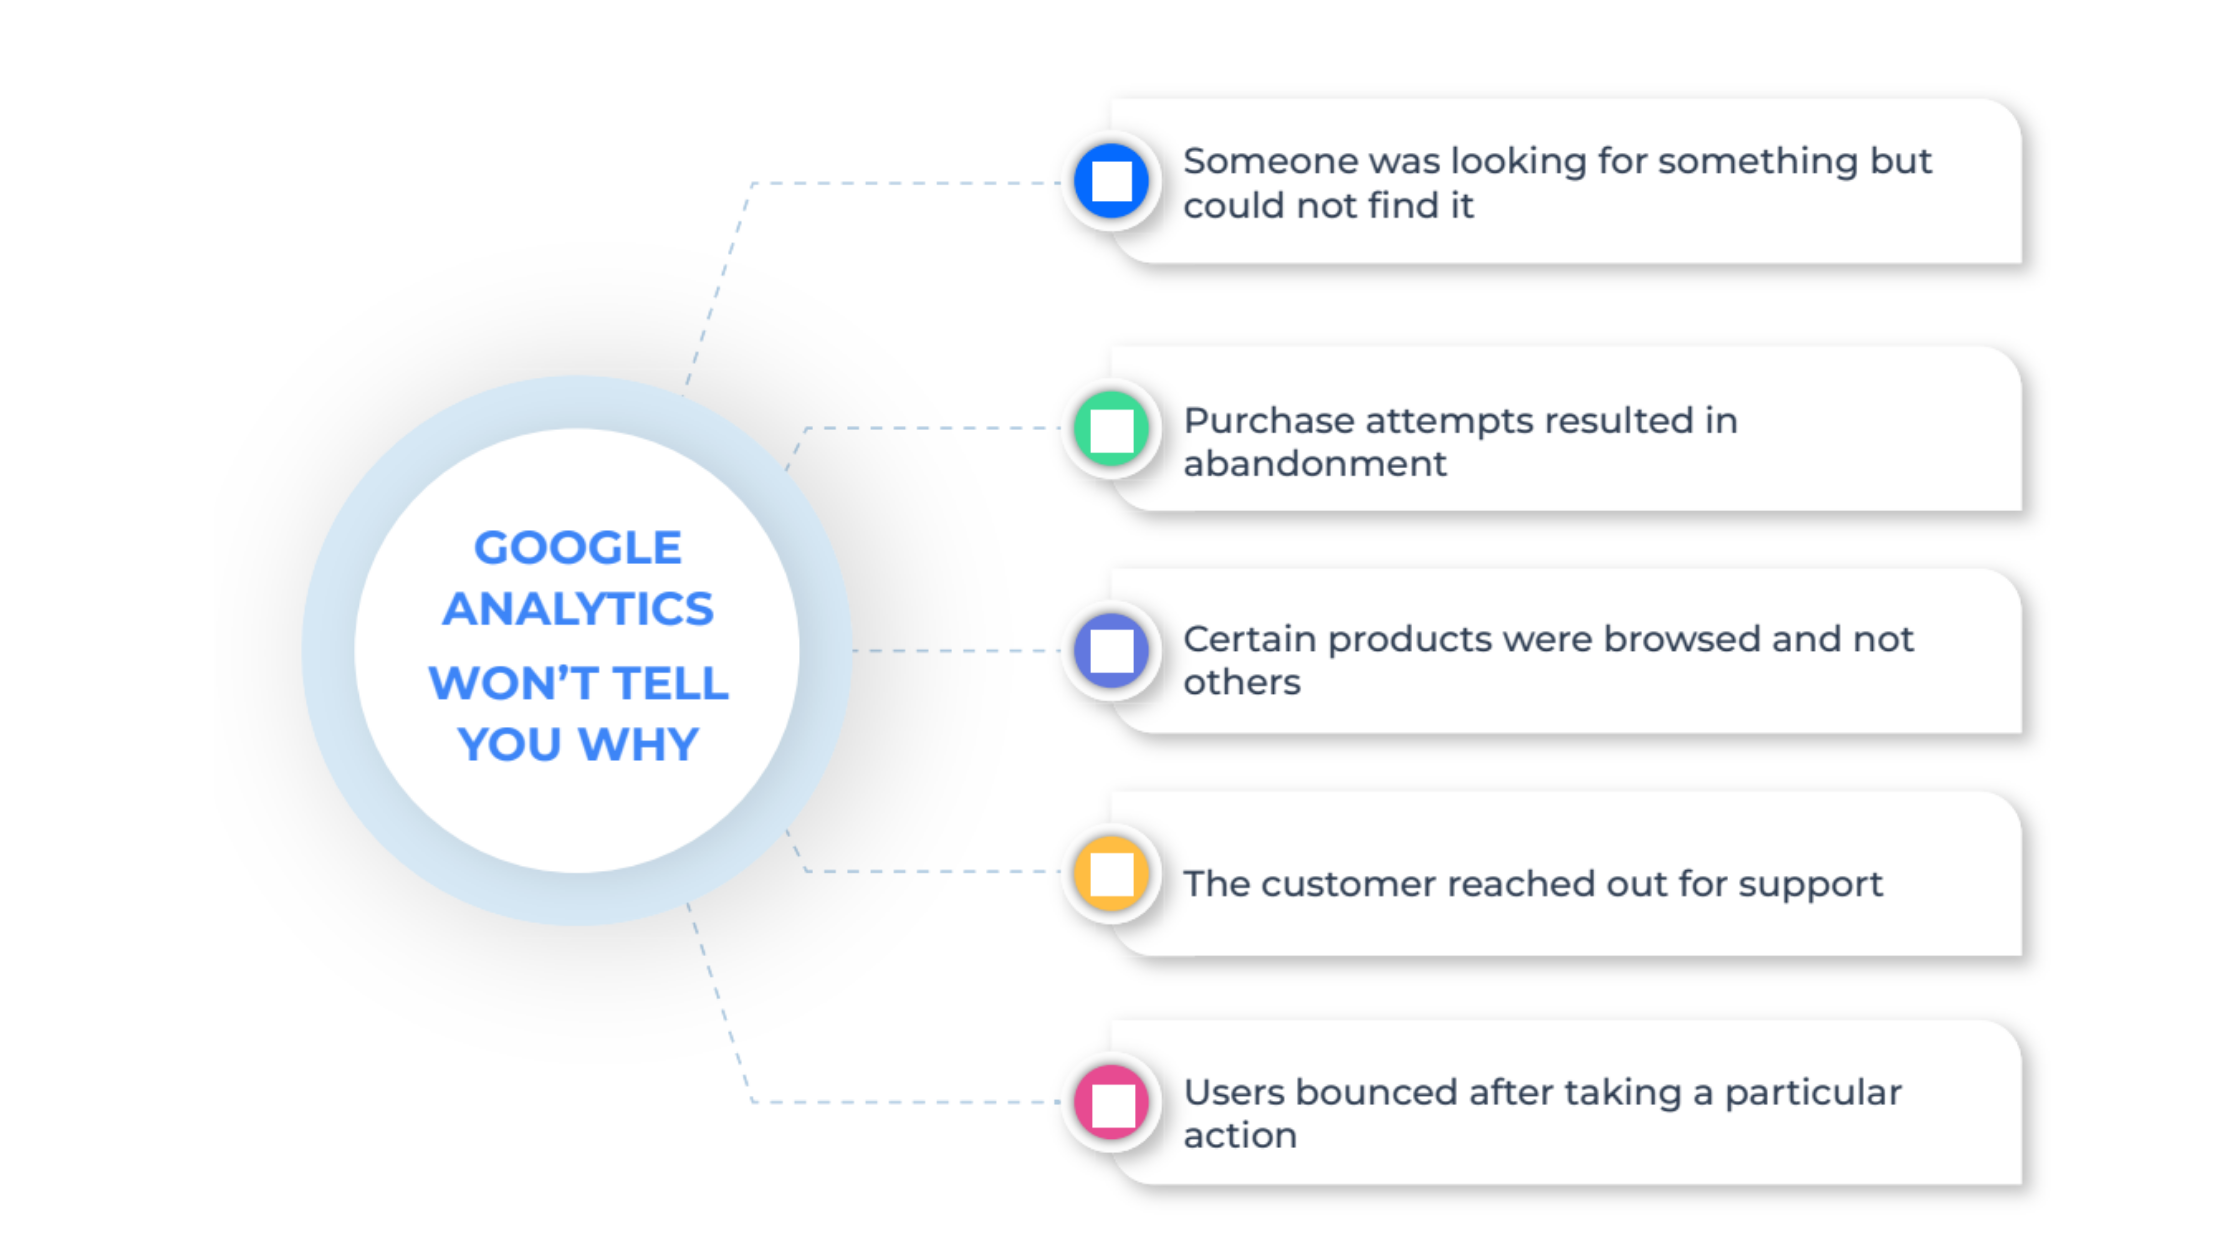 GOOGLE
ANALYTICS
WON'T TELL
YOU WHY
Someone was looking for something but
could not find it
Purchase attempts resulted in
abandonment
Certain products were browsed and not
others
The customer reached out for support
Users bounced after taking a particular
action